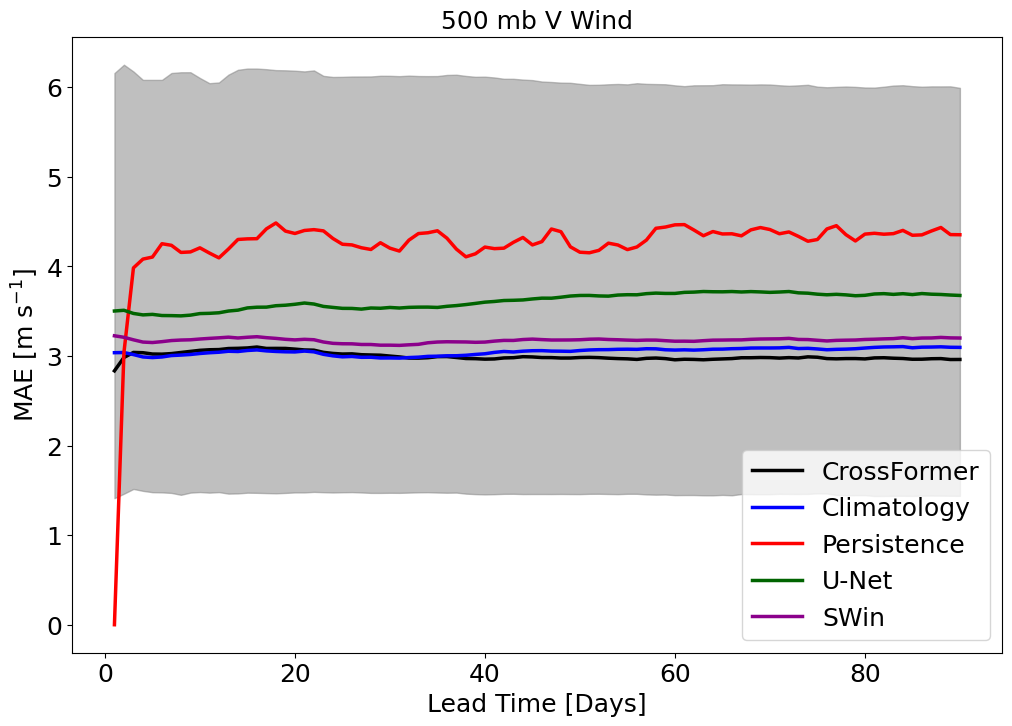 500 mb V Wind
MAE [m s⁻¹]
6
5
4
3
2
1
0
0 20 40 60 80
Lead Time [Days]
CrossFormer
Climatology
Persistence
U-Net
SWin